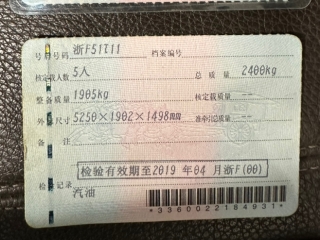 号牌号码 浙F51711 档案编号
核定载人数 5人 总质量 2400kg
整备质量 1905kg 核定载质量 --
外廓尺寸 5250×1902×1498mm 准牵引总质量 --
备注
检验有效期至2019年04月浙F(00)
检验记录
汽油
*3360022184931*